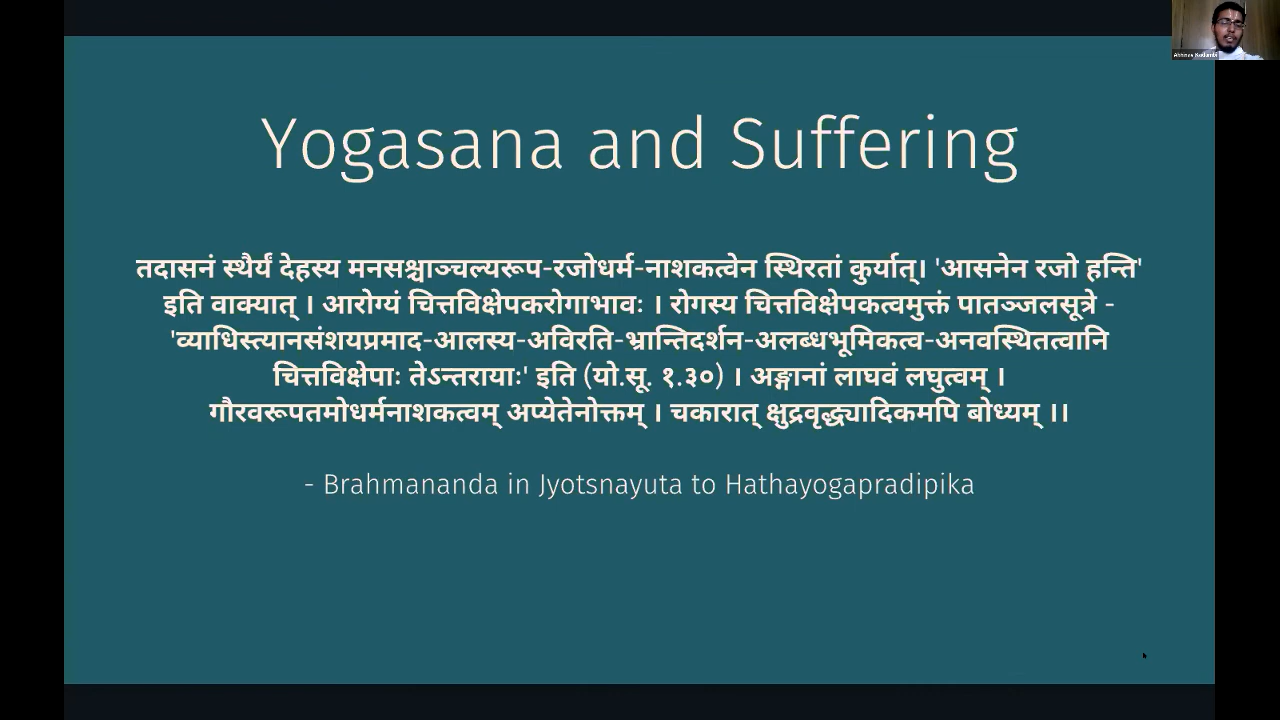 Yogasana and Suffering
तदासनं स्थैर्यं देहस्य मनसश्चाञ्चल्यरूप-रजोधर्म-नाशकत्वेन स्थिरतां कुर्यात्। 'आसनेन रजो हन्ति'
इति वाक्यात् । आरोग्यं चित्तविक्षेपकरोगाभावः । रोगस्य चित्तविक्षेपकत्वमुक्तं पातञ्जलसूत्रे -
'व्याधिस्त्यानसंशयप्रमाद-आलस्य-अविरति-भ्रान्तिदर्शन-अलब्धभूमिकत्व-अनवस्थितत्वानि
चित्तविक्षेपाः तेऽन्तरायाः' इति (यो.सू. १.३०) । अङ्गानां लाघवं लघुत्वम् ।
गौरवरूपतमोधर्मनाशकत्वम् अप्येतेनोक्तम् । चकारात् क्षुद्रवृद्ध्यादिकमपि बोध्यम् ।।
- Brahmananda in Jyotsnayuta to Hathayogapradipika